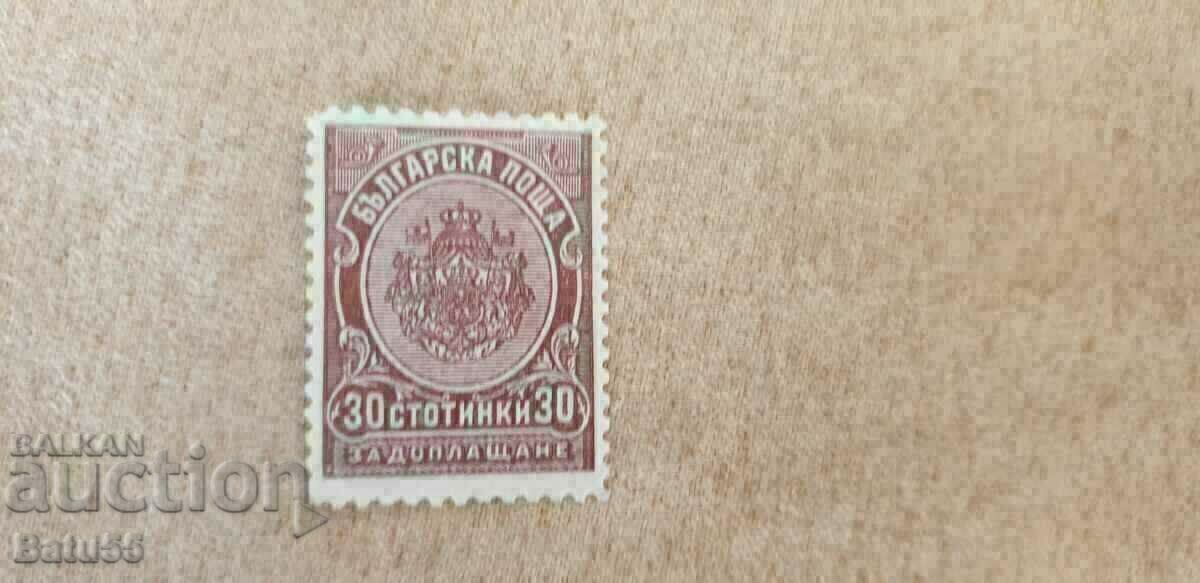 БЪЛГАРСКА ПОЩА
30 СТОТИНКИ 30
ЗА ДОПЛАЩАНЕ
BALKAN
auction
Batu55